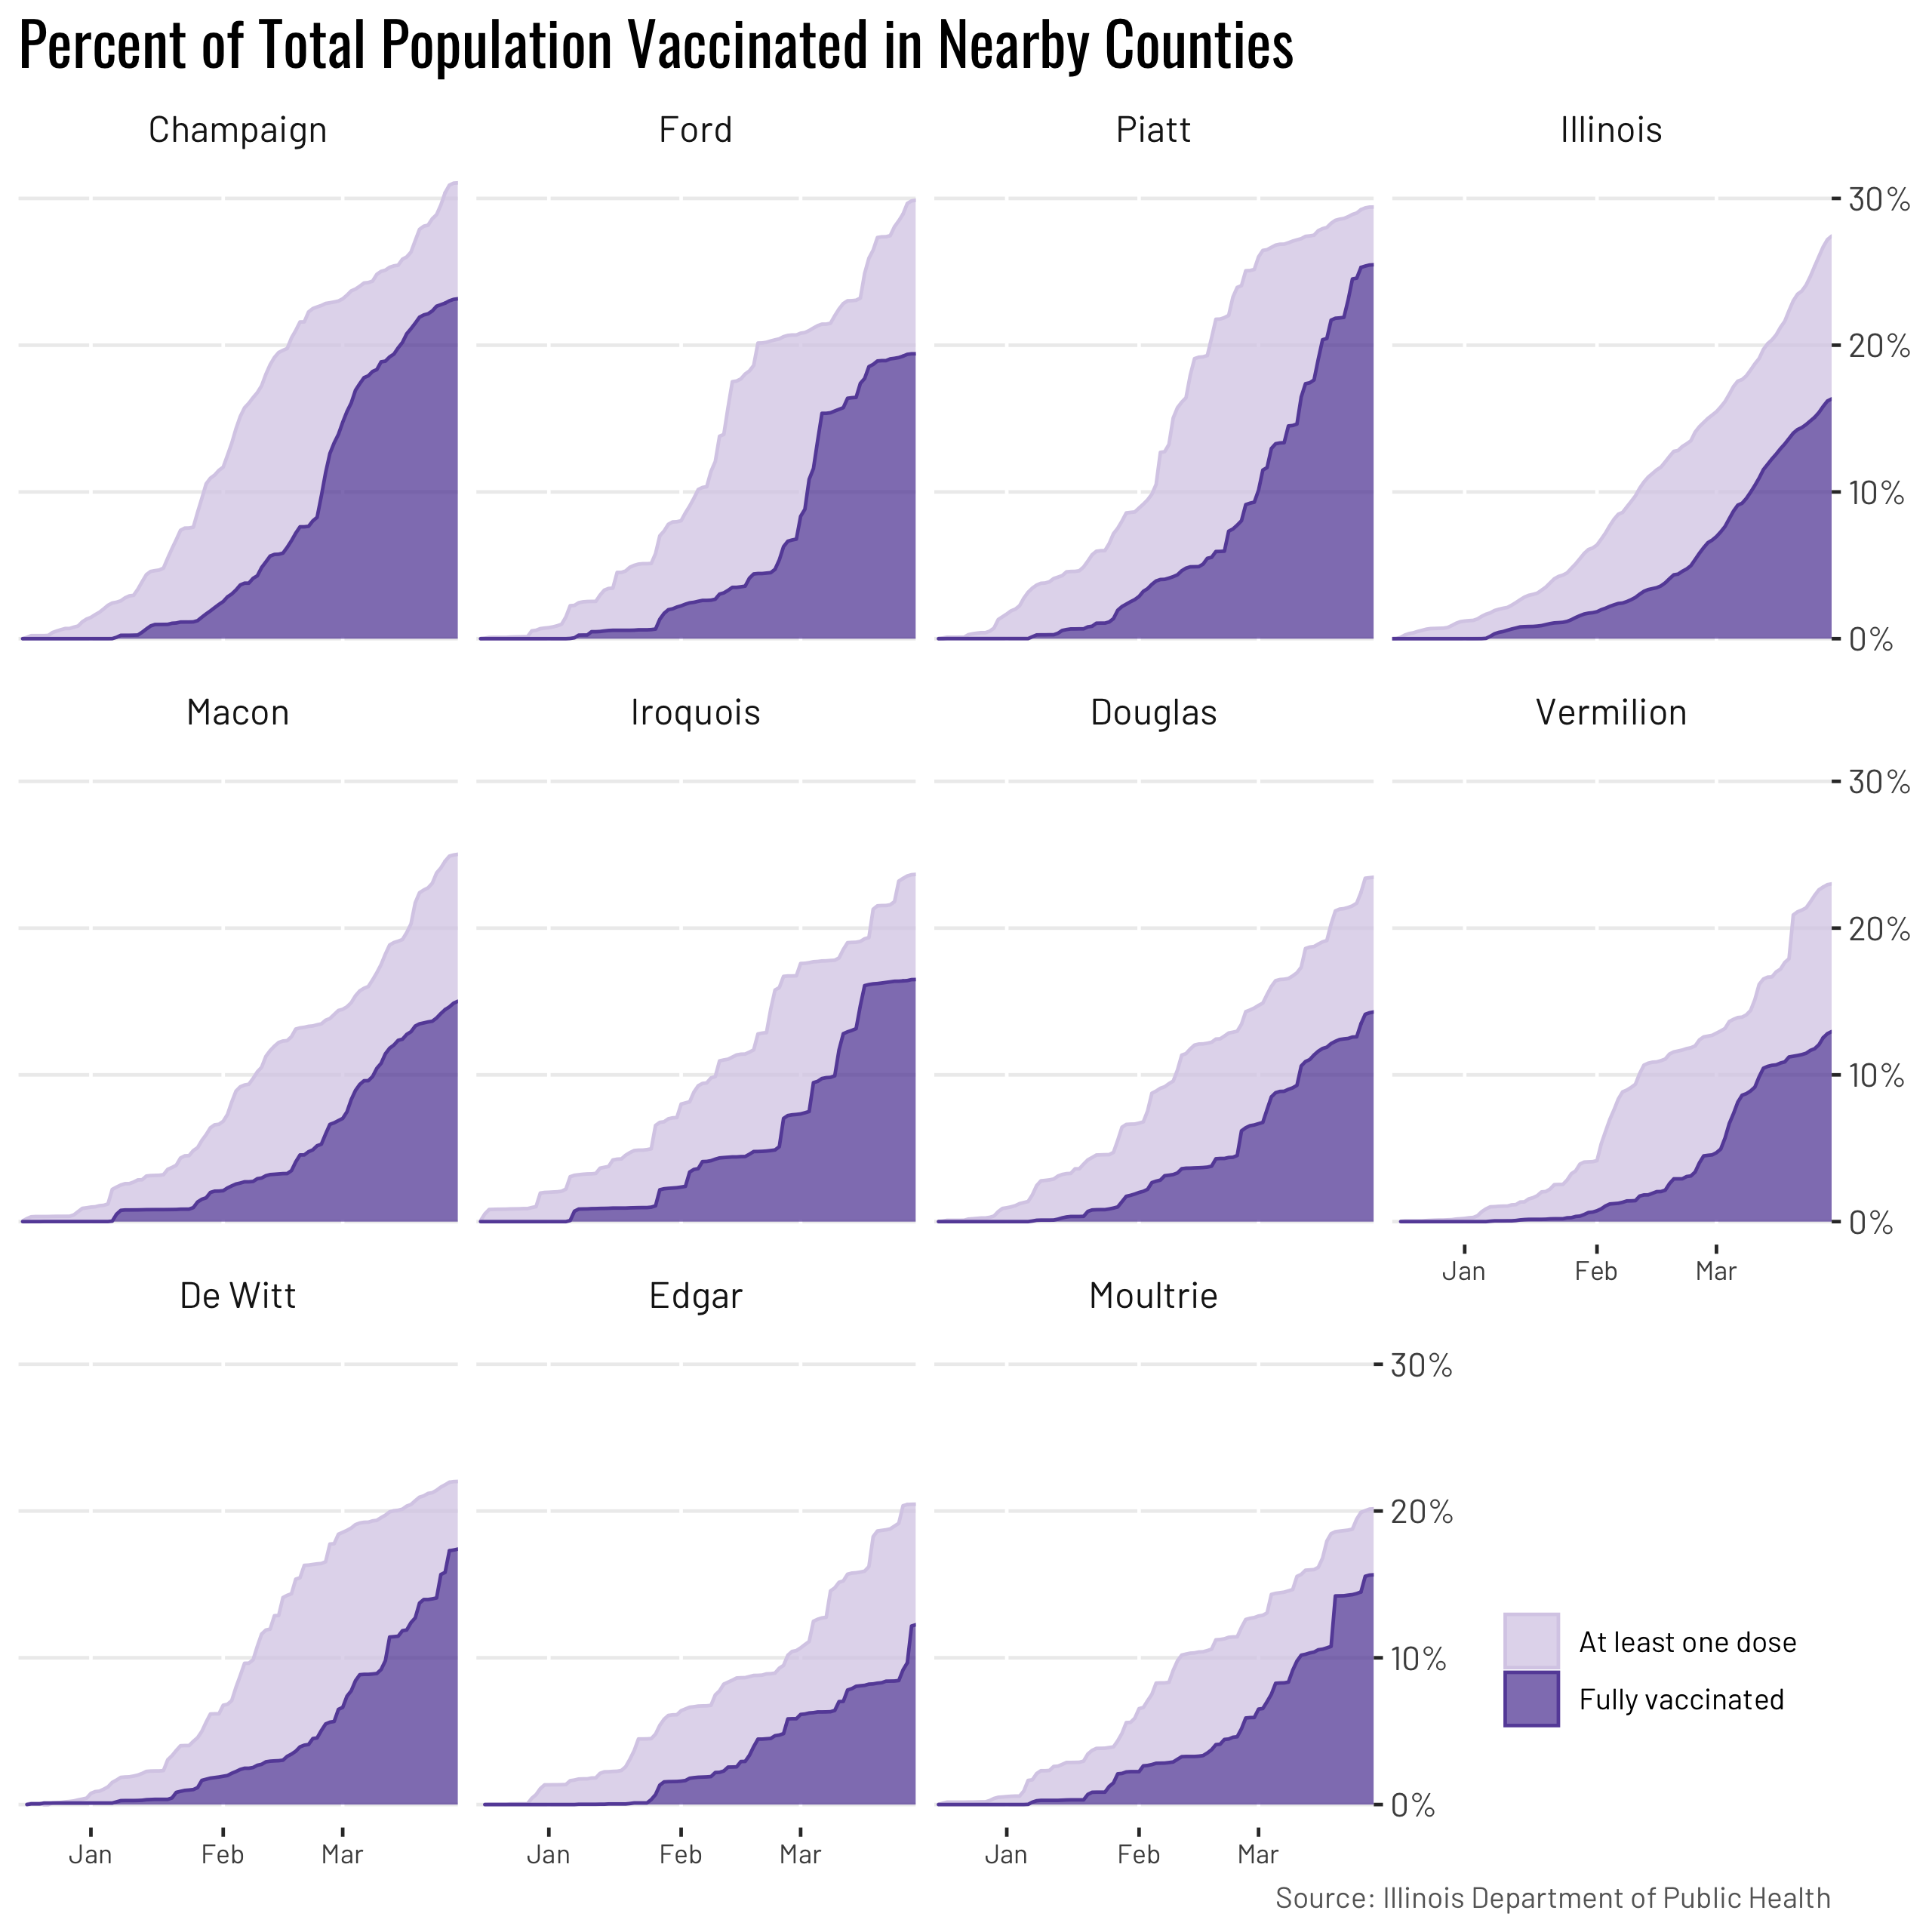 Percent of Total Population Vaccinated in Nearby Counties
Champaign
Ford
Piatt
Illinois
30%
20%
10%
0%
Macon
Iroquois
Douglas
Vermilion
30%
20%
10%
0%
Jan Feb Mar
De Witt
Edgar
Moultrie
30%
20%
10%
0%
At least one dose
Fully vaccinated
Jan Feb Mar
Jan Feb Mar
Jan Feb Mar
Source: Illinois Department of Public Health